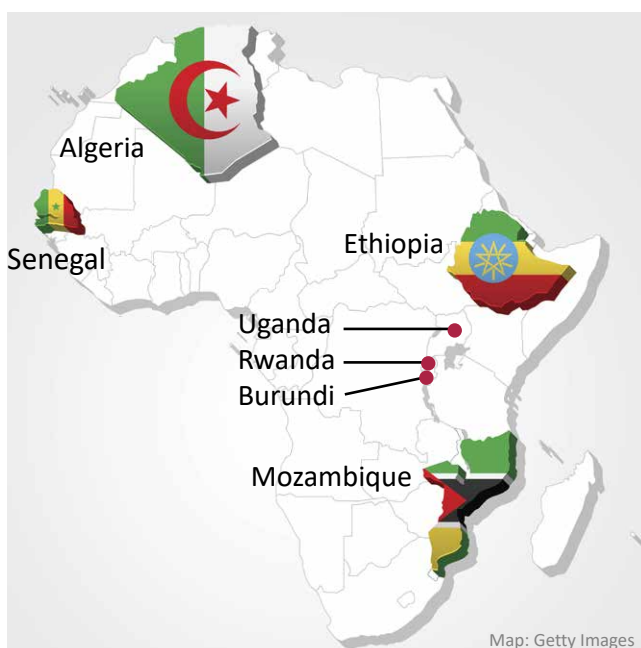 Algeria
Senegal
Ethiopia
Uganda
Rwanda
Burundi
Mozambique
Map: Getty Images